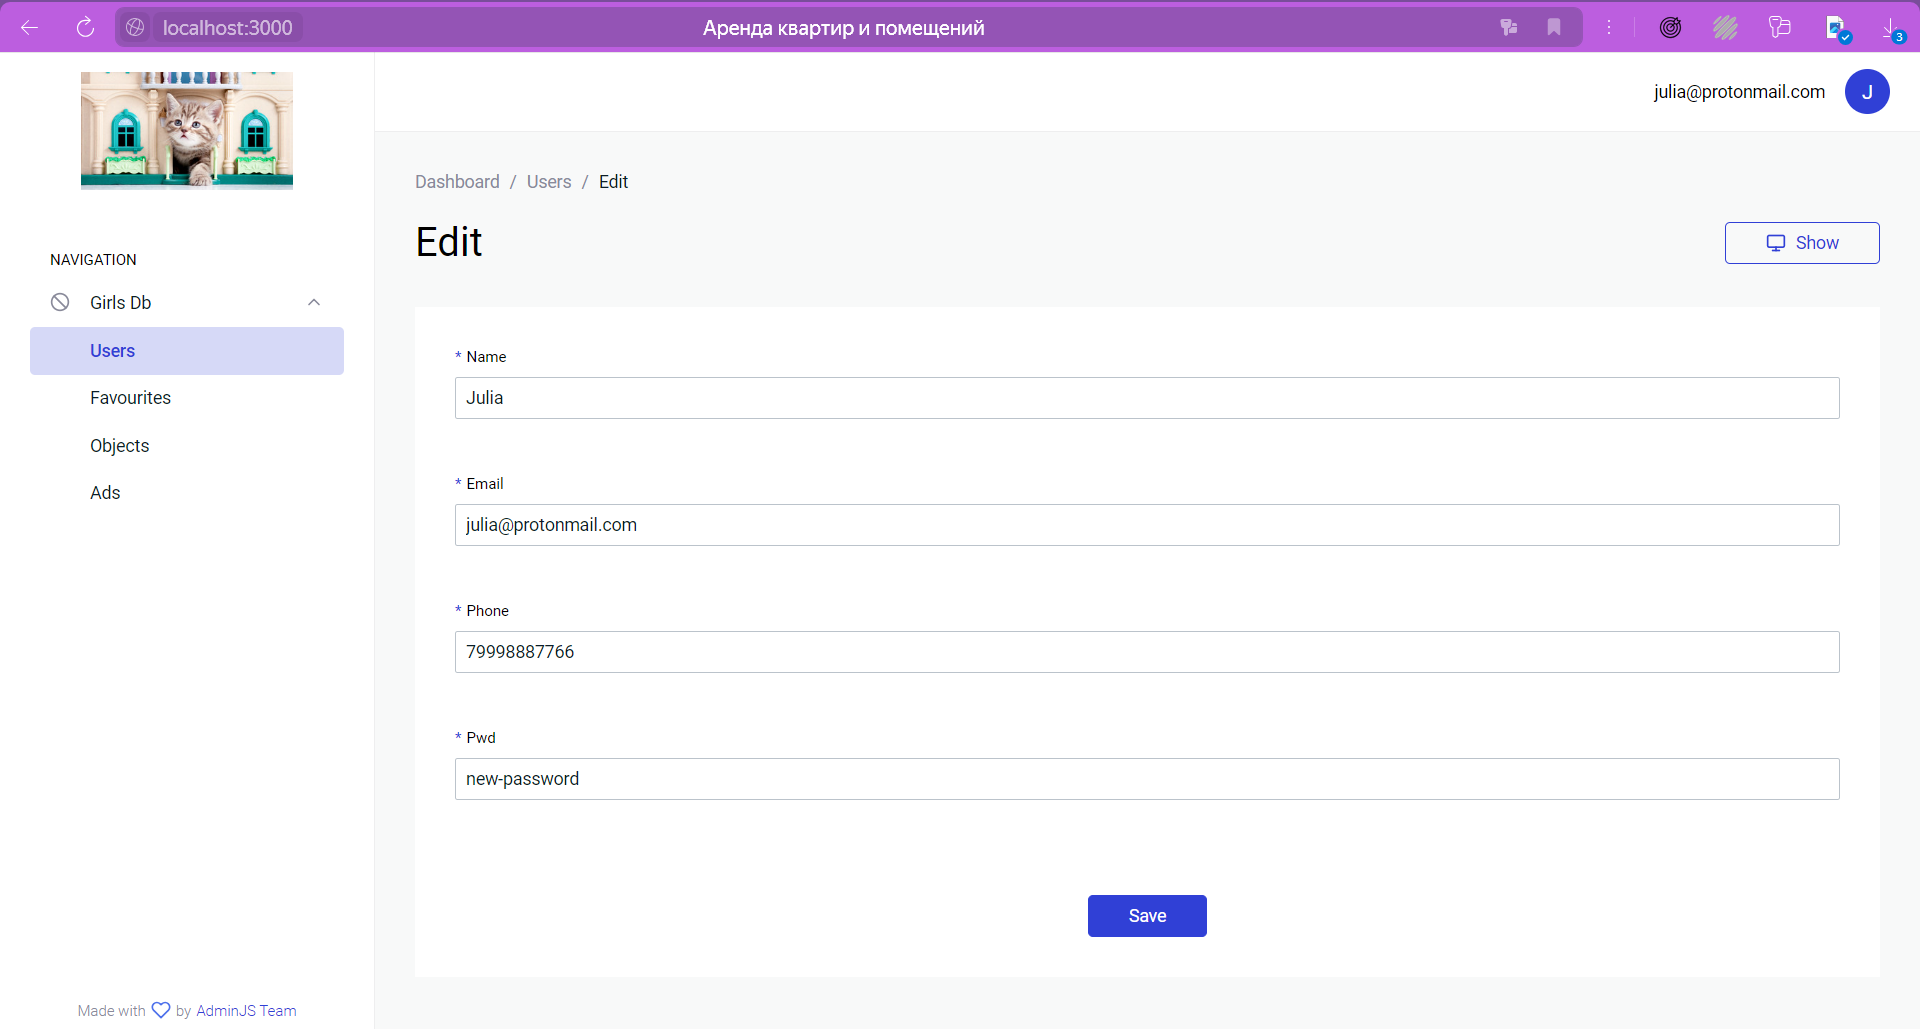 localhost:3000
Аренда квартир и помещений
3
julia@protonmail.com
J
Dashboard / Users / Edit
Edit
Show
NAVIGATION
Girls Db
Users
Favourites
Objects
Ads
* Name
Julia
* Email
julia@protonmail.com
* Phone
79998887766
* Pwd
new-password
Save
Made with by AdminJS Team